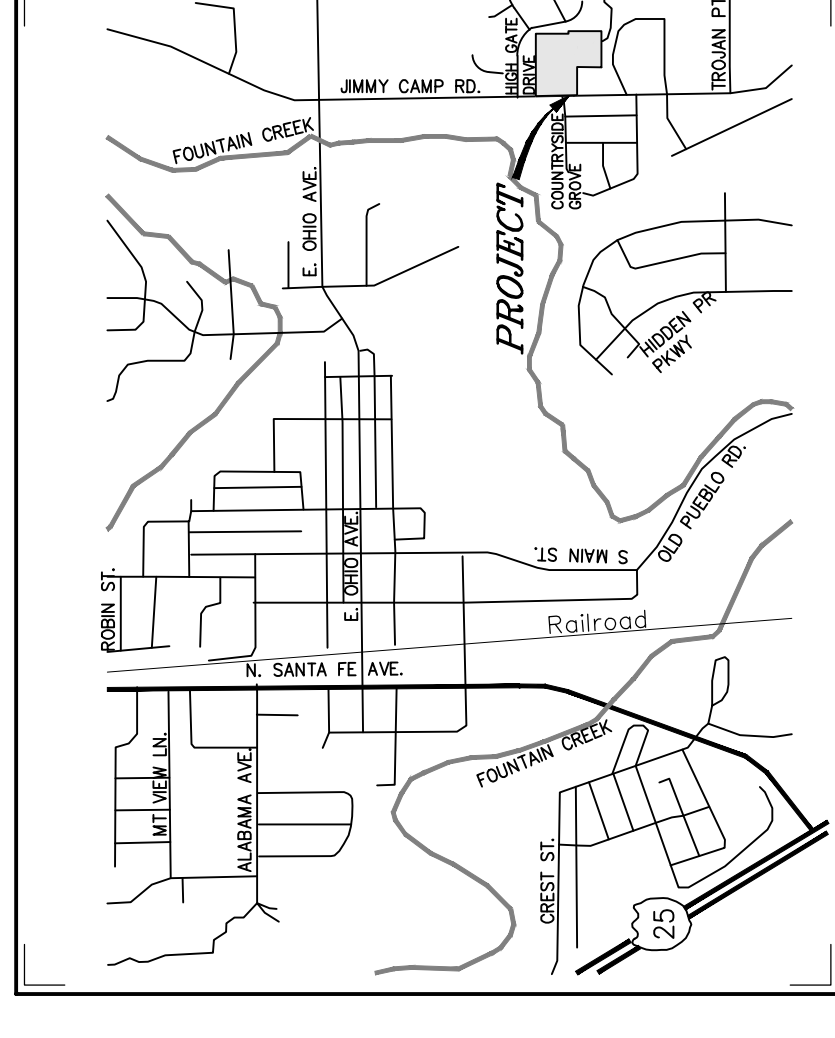 HIGH GATE
DRIVE
TROJAN PT
JIMMY CAMP RD.
FOUNTAIN CREEK
COUNTRYSIDE
GROVE
E. OHIO AVE.
PROJECT
HIDDEN PR
PKWY
OLD PUEBLO RD.
S MAIN ST.
E. OHIO AVE.
ROBIN ST.
Railroad
N. SANTA FE AVE.
FOUNTAIN CREEK
MT VIEW LN.
ALABAMA AVE.
CREST ST.
25